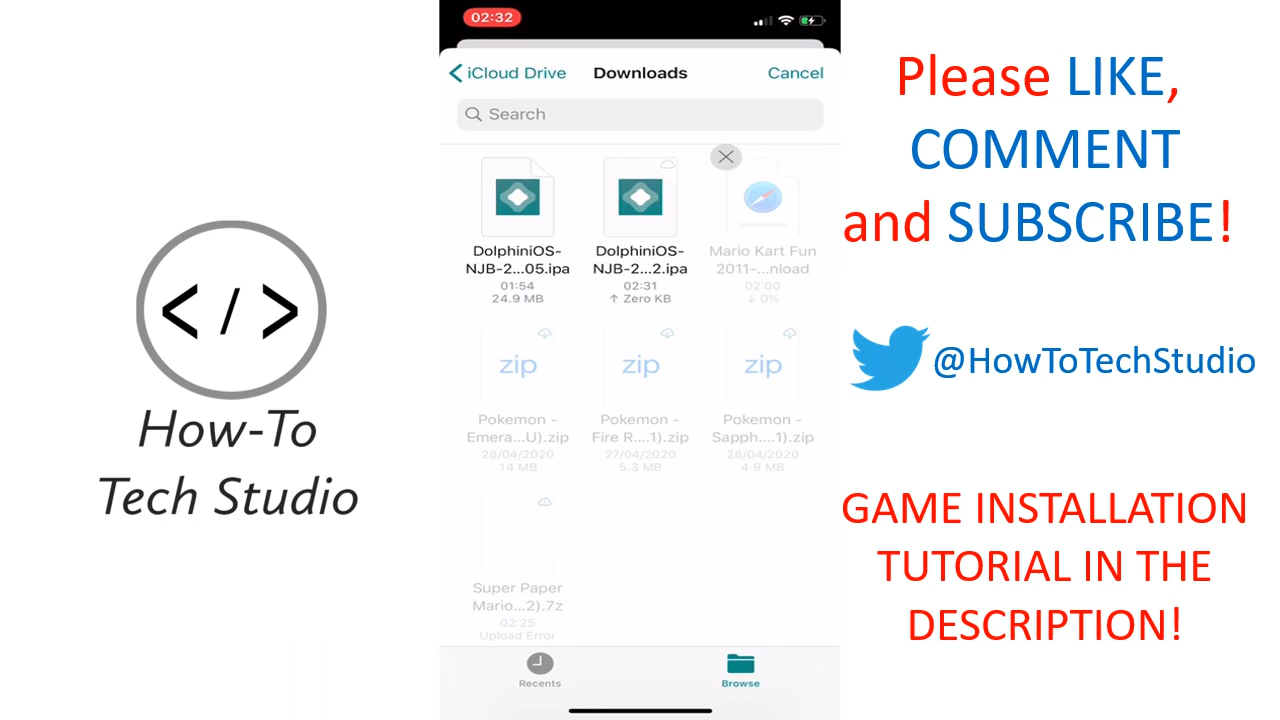 02:32
iCloud Drive
Downloads
Cancel
Search
DolphiniOS-
NJB-2...05.ipa
01:54
24.9 MB
DolphiniOS-
NJB-2...2.ipa
02:31
↑ Zero KB
Mario Kart Fun
2011-...nload
02:00
↓ 0%
zip
Pokemon -
Emera...U).zip
28/04/2020
14 MB
zip
Pokemon -
Fire R....1).zip
27/04/2020
5.3 MB
zip
Pokemon -
Sapph....1).zip
28/04/2020
4.9 MB
Super Paper
Mario...2).7z
02:25
Upload Error
Recents
Browse
< / >
How-To
Tech Studio
Please LIKE,
COMMENT
and SUBSCRIBE!
@HowToTechStudio
GAME INSTALLATION
TUTORIAL IN THE
DESCRIPTION!